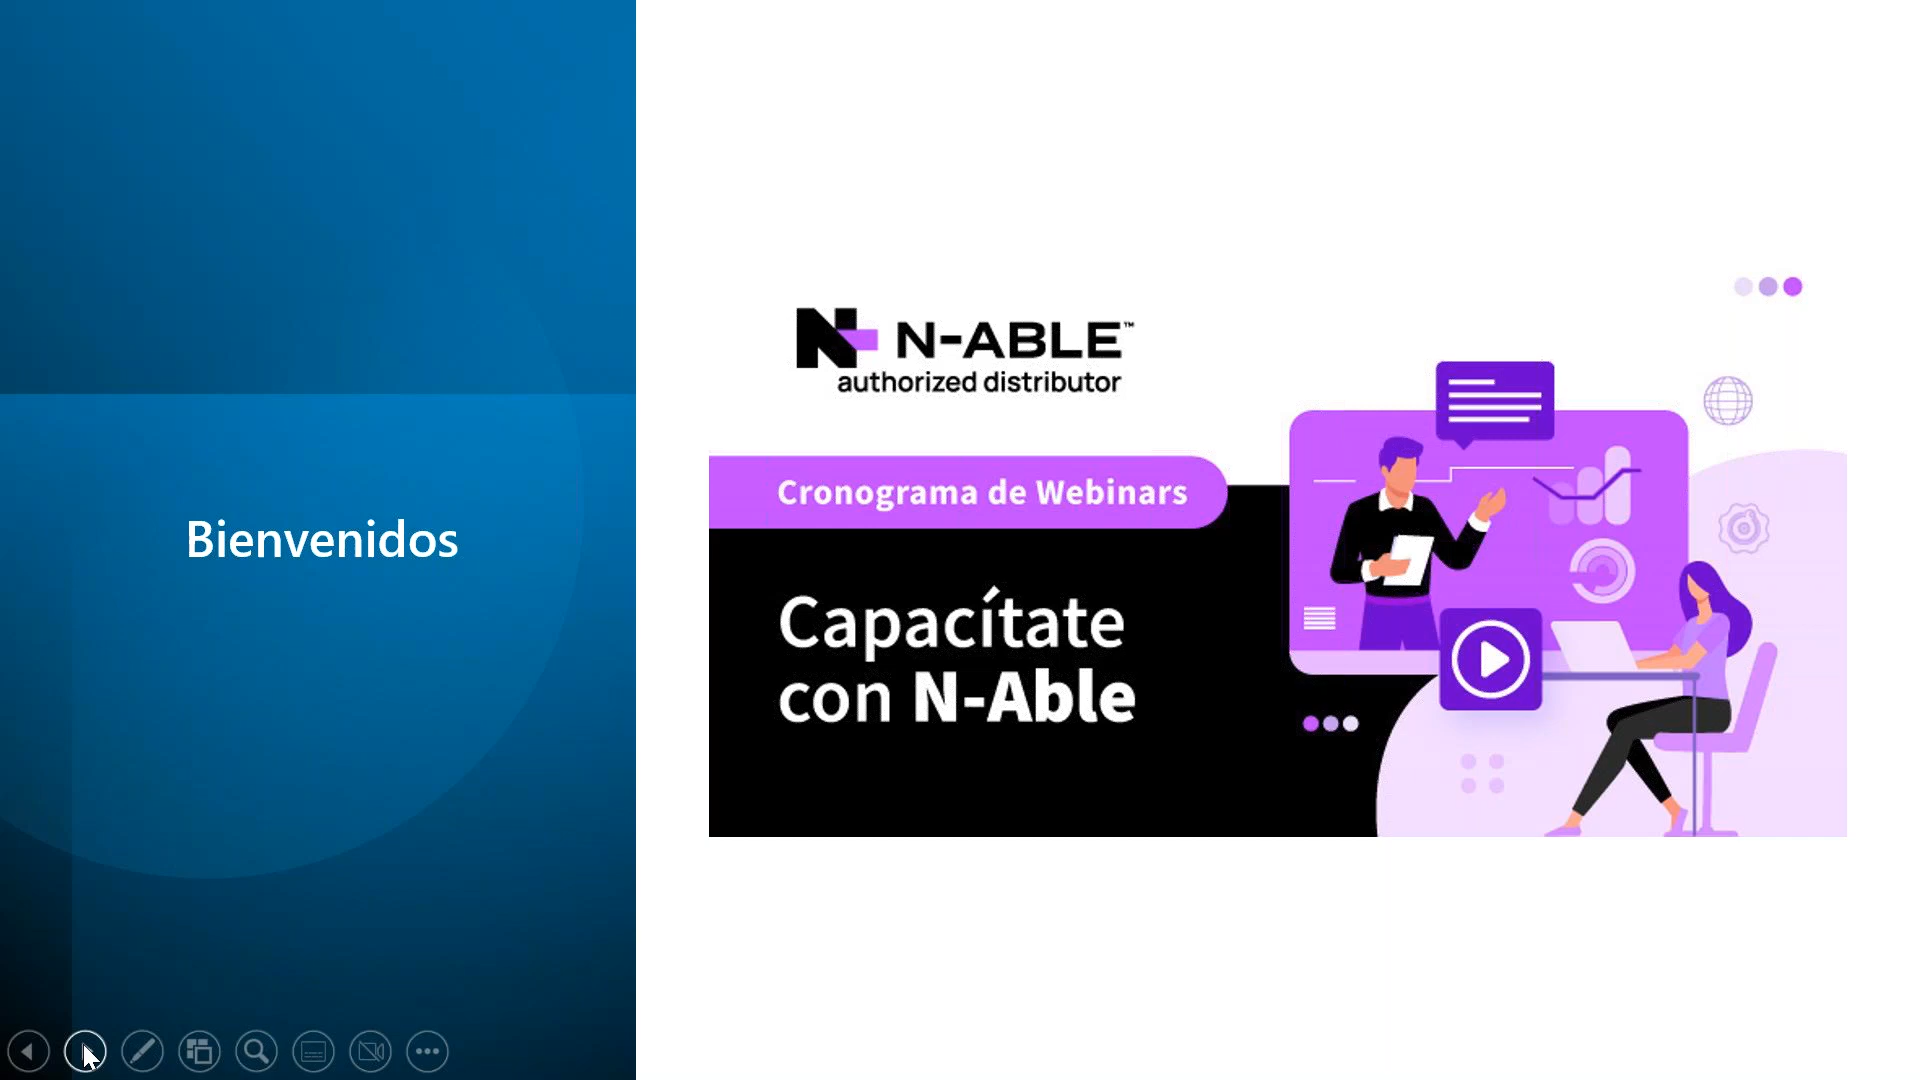 Bienvenidos
N-ABLE™
authorized distributor
Cronograma de Webinars
Capacítate
con N-Able